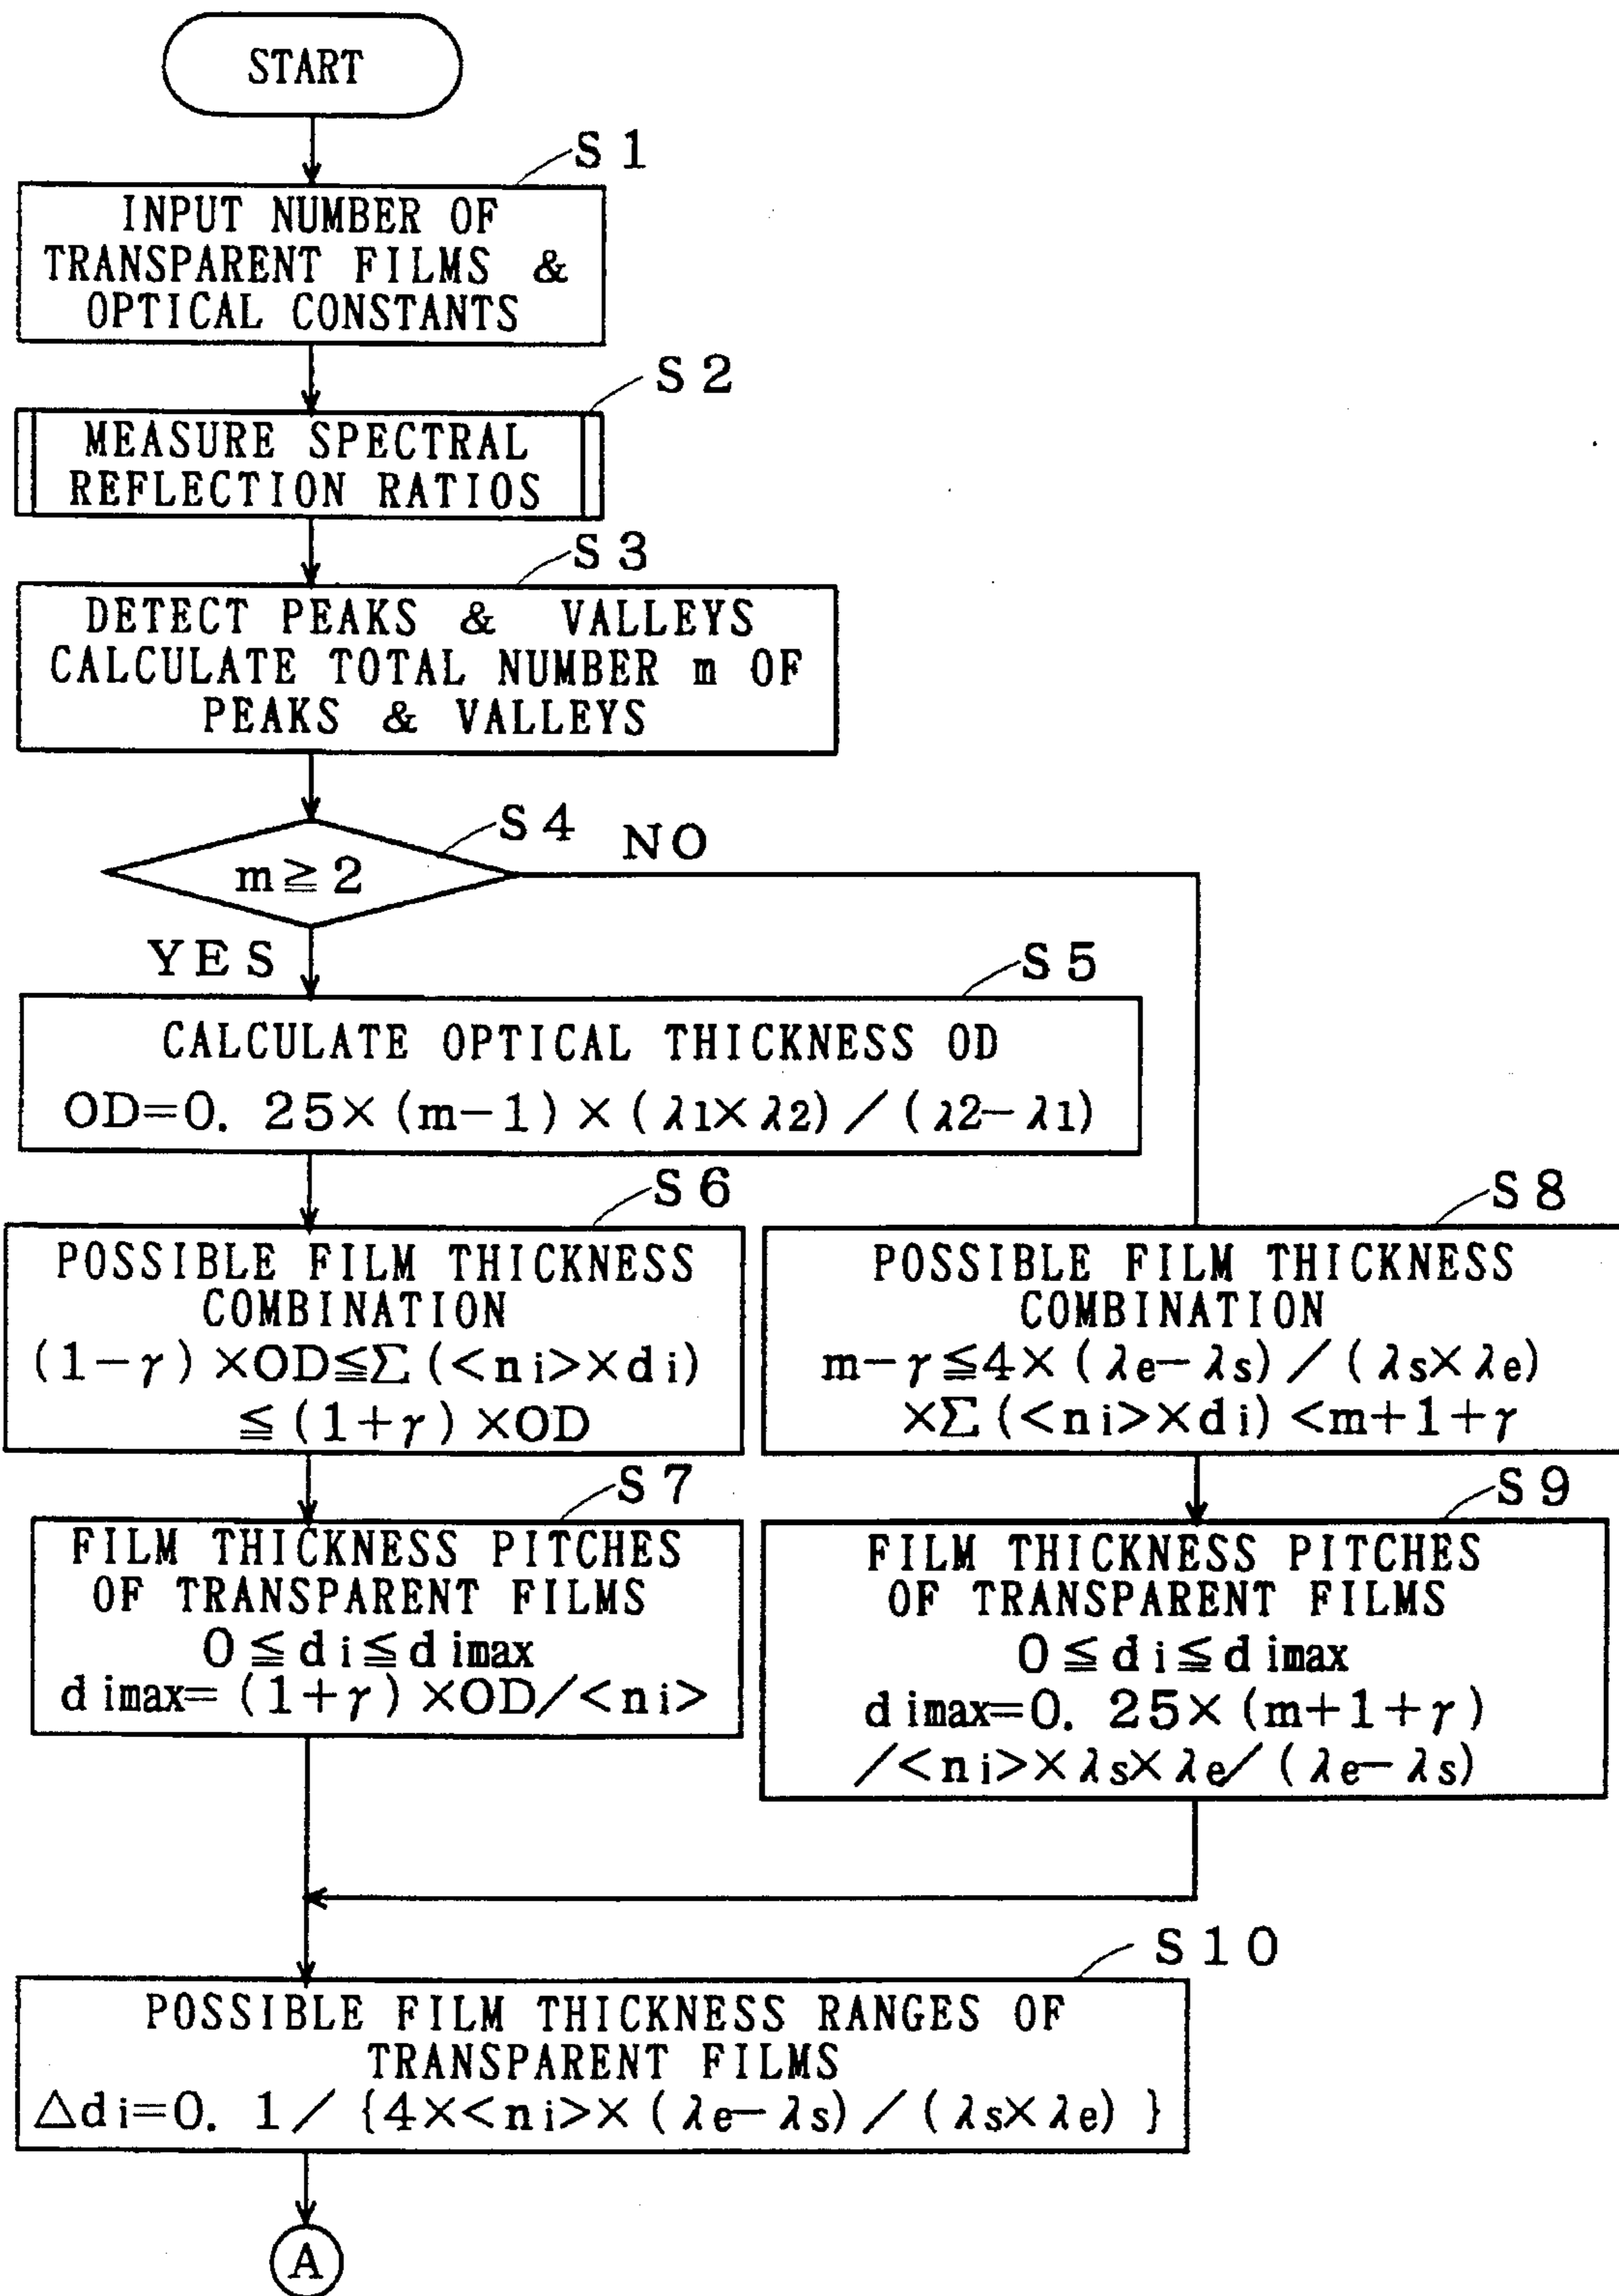 START
S1
INPUT NUMBER OF
TRANSPARENT FILMS &
OPTICAL CONSTANTS
S2
MEASURE SPECTRAL
REFLECTION RATIOS
S3
DETECT PEAKS & VALLEYS
CALCULATE TOTAL NUMBER m OF
PEAKS & VALLEYS
S4
NO
m≧2
YES
S5
CALCULATE OPTICAL THICKNESS OD
OD=0. 25×(m-1)×(λ1×λ2)/(λ2-λ1)
S6
POSSIBLE FILM THICKNESS
COMBINATION
(1-γ)×OD≦Σ(<ni>×di)
≦(1+γ)×OD
S8
POSSIBLE FILM THICKNESS
COMBINATION
m-γ≦4×(λe-λs)/(λs×λe)
×Σ(<ni>×di)<m+1+γ
S7
FILM THICKNESS PITCHES
OF TRANSPARENT FILMS
0≦di≦dimax
dimax=(1+γ)×OD/<ni>
S9
FILM THICKNESS PITCHES
OF TRANSPARENT FILMS
0≦di≦dimax
dimax=0. 25×(m+1+γ)
/<ni>×λs×λe/(λe-λs)
S10
POSSIBLE FILM THICKNESS RANGES OF
TRANSPARENT FILMS
△di=0. 1/{4×<ni>×(λe-λs)/(λs×λe)}
A